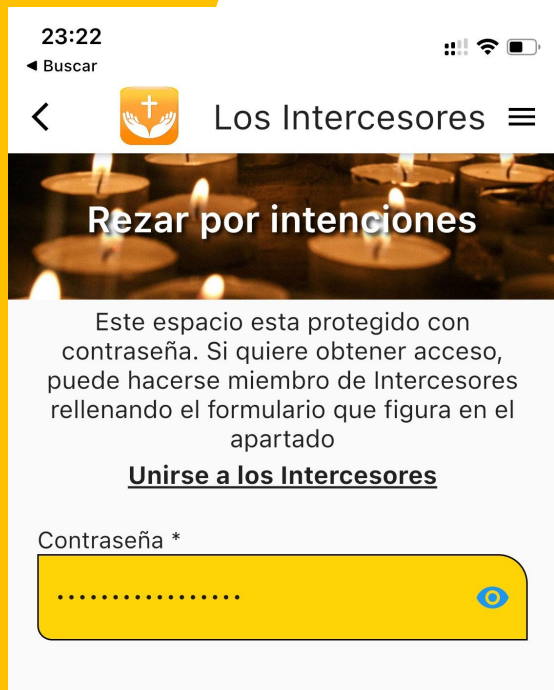 23:22
◀ Buscar
Los Intercesores
Rezar por intenciones
Este espacio esta protegido con
contraseña. Si quiere obtener acceso,
puede hacerse miembro de Intercesores
rellenando el formulario que figura en el
apartado
Unirse a los Intercesores
Contraseña *
•••••••••••••••••